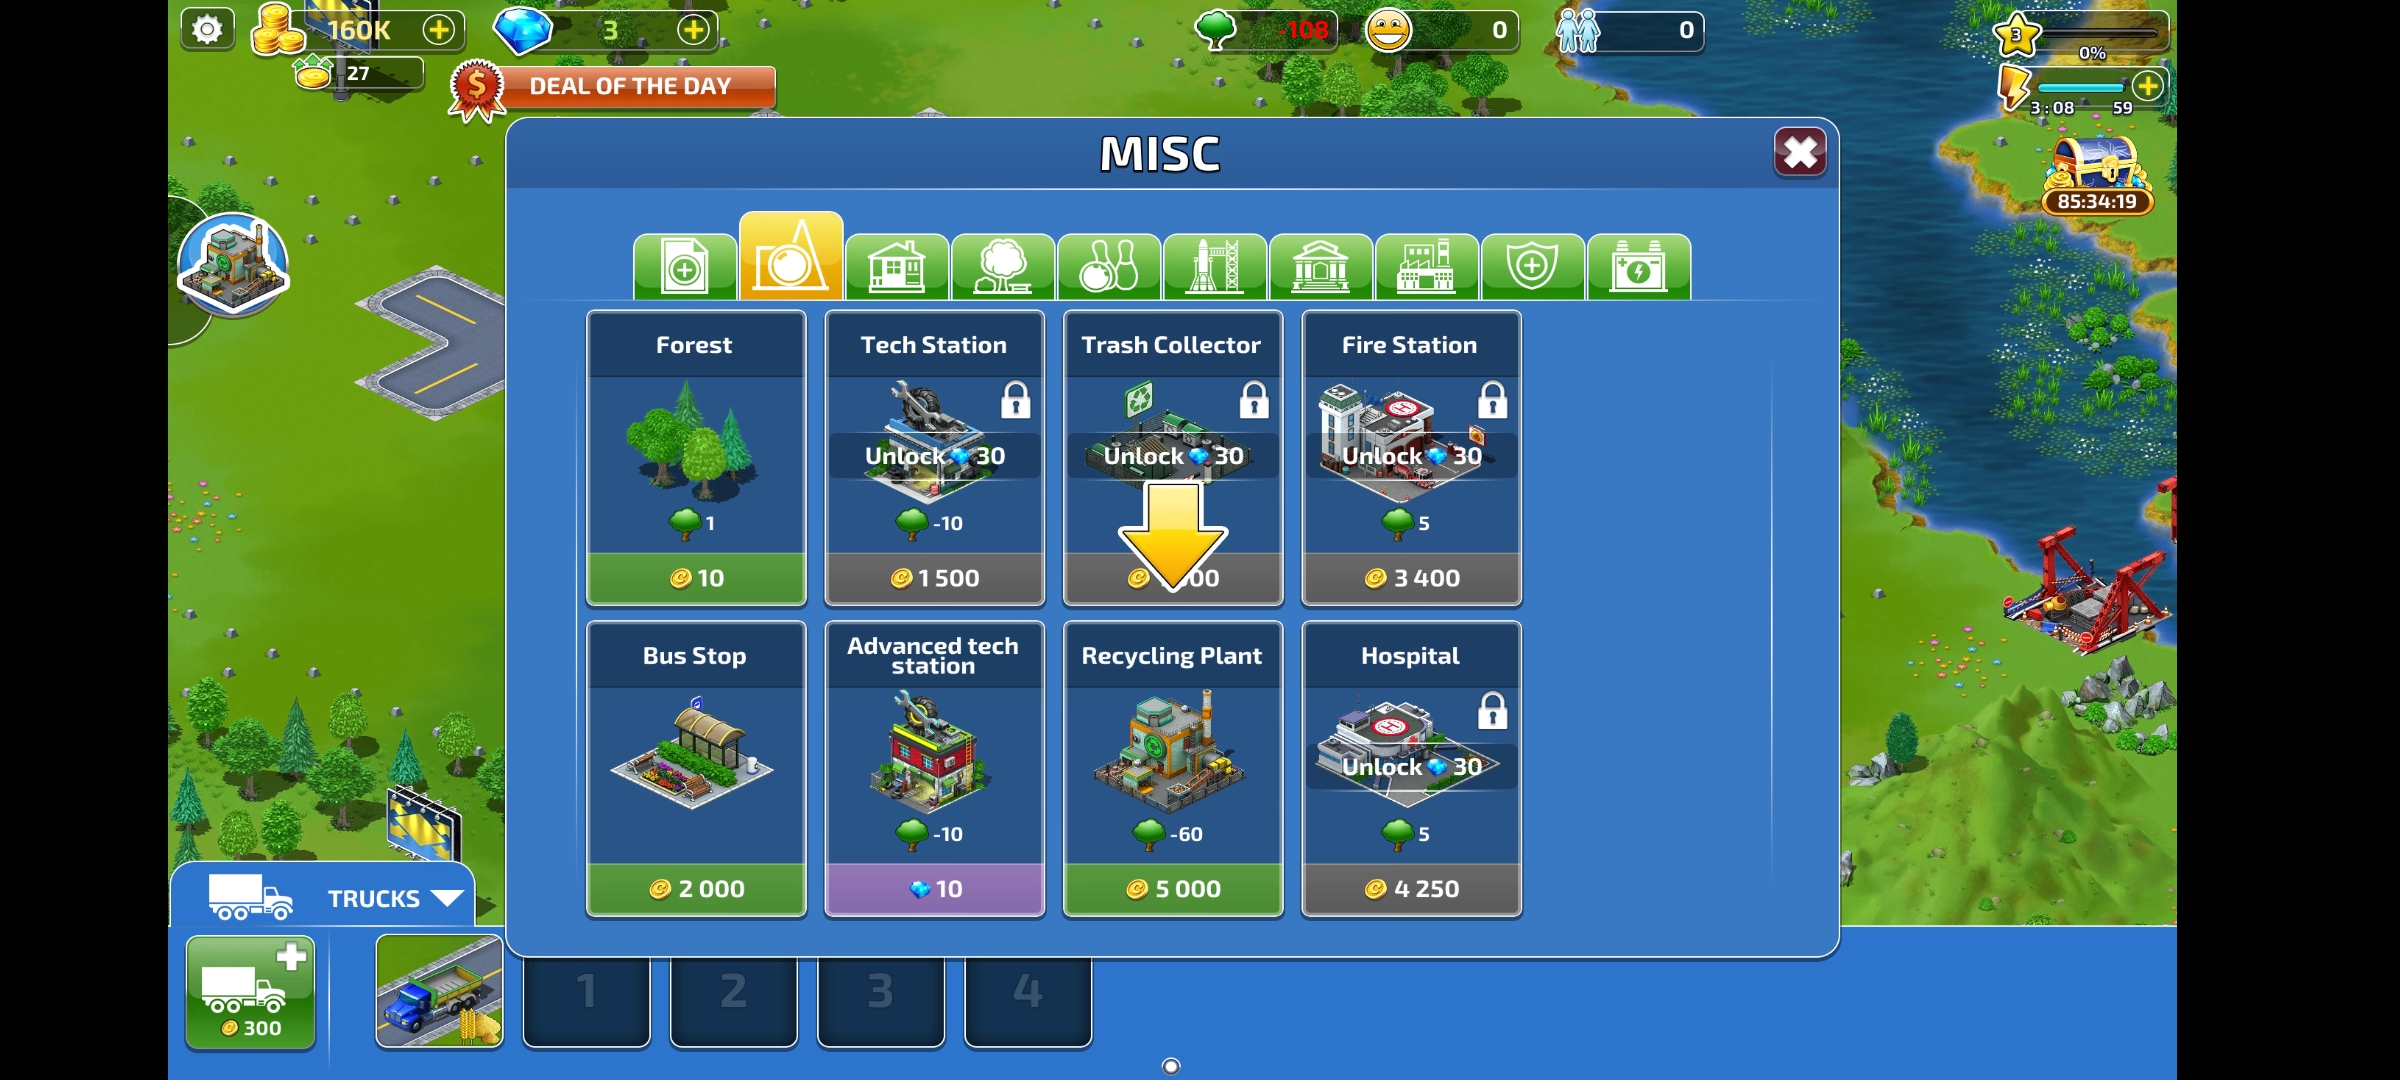 160K
3
-108
0
0
3
0%
27
DEAL OF THE DAY
3:08
59
MISC
85:34:19
Forest
Tech Station
Trash Collector
Fire Station
Unlock 30
Unlock 30
Unlock 30
1
-10
5
10
1 500
3 400
Bus Stop
Advanced tech station
Recycling Plant
Hospital
Unlock 30
-10
-60
5
2 000
10
5 000
4 250
TRUCKS
300
1
2
3
4